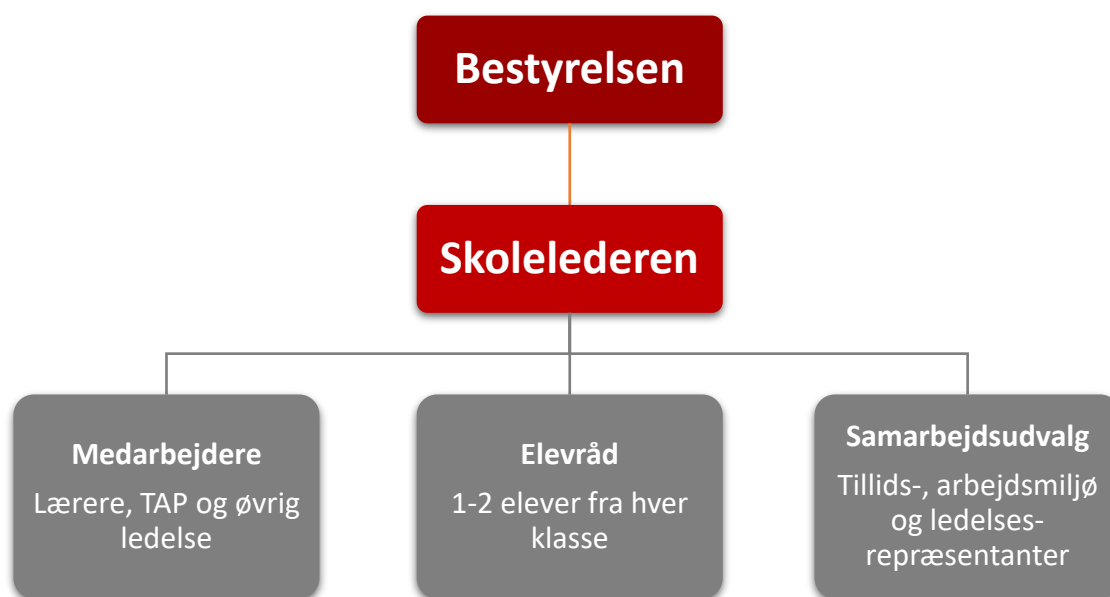 Bestyrelsen
Skolelederen
Medarbejdere
Lærere, TAP og øvrig
ledelse
Elevråd
1-2 elever fra hver
klasse
Samarbejdsudvalg
Tillids-, arbejdsmiljø
og ledelses-
repræsentanter